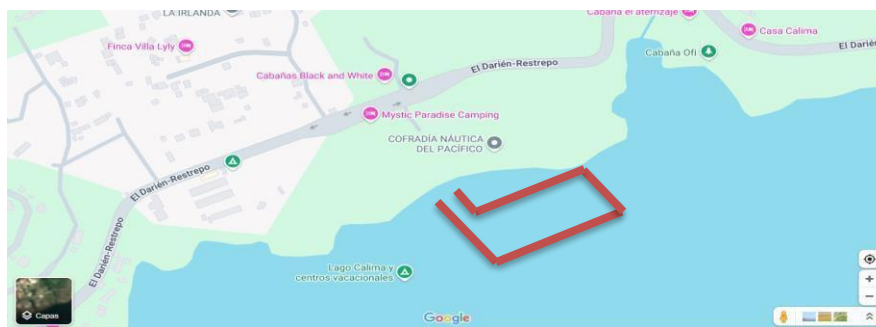 LA IRLANDA
Cabaña el aterrizaje
Casa Calima
Finca Villa Lyly
El Darién-Restrepo
Cabaña Ofi
El Darién
Cabañas Black and White
Mystic Paradise Camping
COFRADÍA NÁUTICA
DEL PACÍFICO
El Darién-Restrepo
El Darién-Restrepo
Lago Calima y
centros vacacionales
Capas
Google